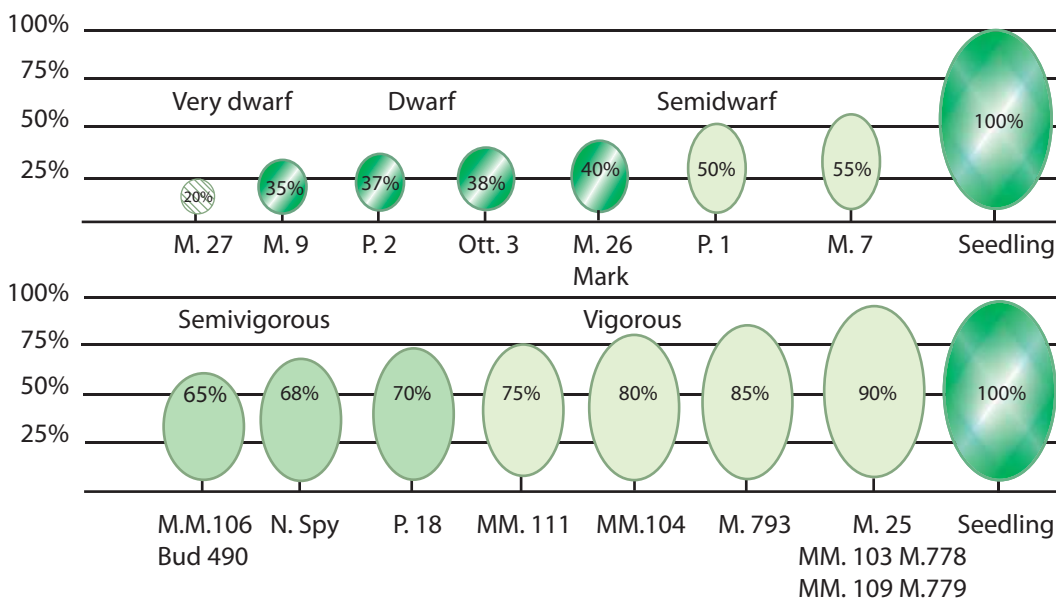 100%
75%
Very dwarf Dwarf Semidwarf
50%
100%
25%
20% 35% 37% 38% 40% 50% 55%
M. 27 M. 9 P. 2 Ott. 3 M. 26 P. 1 M. 7 Seedling
Mark
100%
Semivigorous Vigorous
75%
50%
65% 68% 70% 75% 80% 85% 90% 100%
25%
M.M.106 N. Spy P. 18 MM. 111 MM.104 M. 793 M. 25 Seedling
Bud 490 MM. 103 M.778
MM. 109 M.779